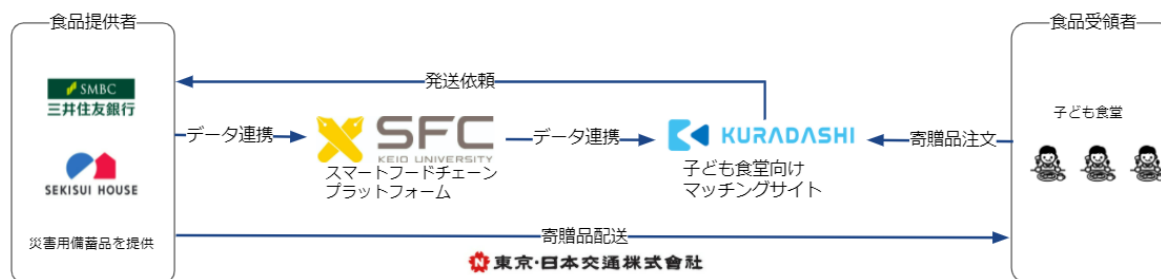 食品提供者
SMBC
三井住友銀行
SEKISUI HOUSE
災害用備蓄品を提供
発送依頼
データ連携
SFC
KEIO UNIVERSITY
スマートフードチェーン
プラットフォーム
データ連携
KURADASHI
子ども食堂向け
マッチングサイト
寄贈品注文
食品受領者
子ども食堂
寄贈品配送
N 東京・日本交通株式會社